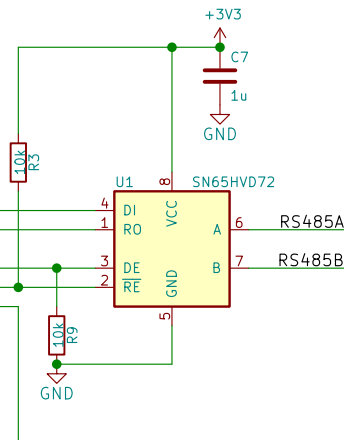 +3V3
C7
1u
GND
10k
R3
U1
SN65HVD72
8
VCC
4
DI
1
RO
A
6
RS485A
3
DE
B
7
RS485B
2
RE
GND
5
10k
R9
GND